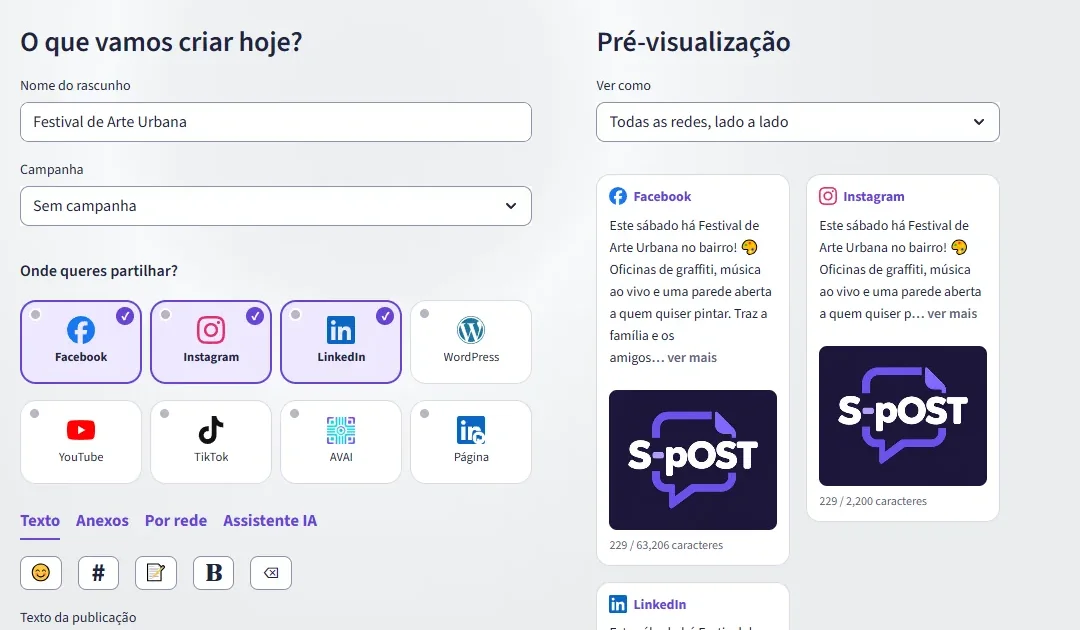 O que vamos criar hoje?
Nome do rascunho
Festival de Arte Urbana
Campanha
Sem campanha
Onde queres partilhar?
Facebook
Instagram
LinkedIn
WordPress
YouTube
TikTok
AVAI
Página
Texto
Anexos
Por rede
Assistente IA
😊
#
📝
B
⌫
Texto da publicação
Pré-visualização
Ver como
Todas as redes, lado a lado
Facebook
Este sábado há Festival de
Arte Urbana no bairro! 🎨
Oficinas de graffiti, música
ao vivo e uma parede aberta
a quem quiser pintar. Traz a
família e os
amigos… ver mais
S-pOST
229 / 63,206 caracteres
Instagram
Este sábado há Festival de
Arte Urbana no bairro! 🎨
Oficinas de graffiti, música
ao vivo e uma parede aberta
a quem quiser p… ver mais
S-pOST
229 / 2,200 caracteres
LinkedIn